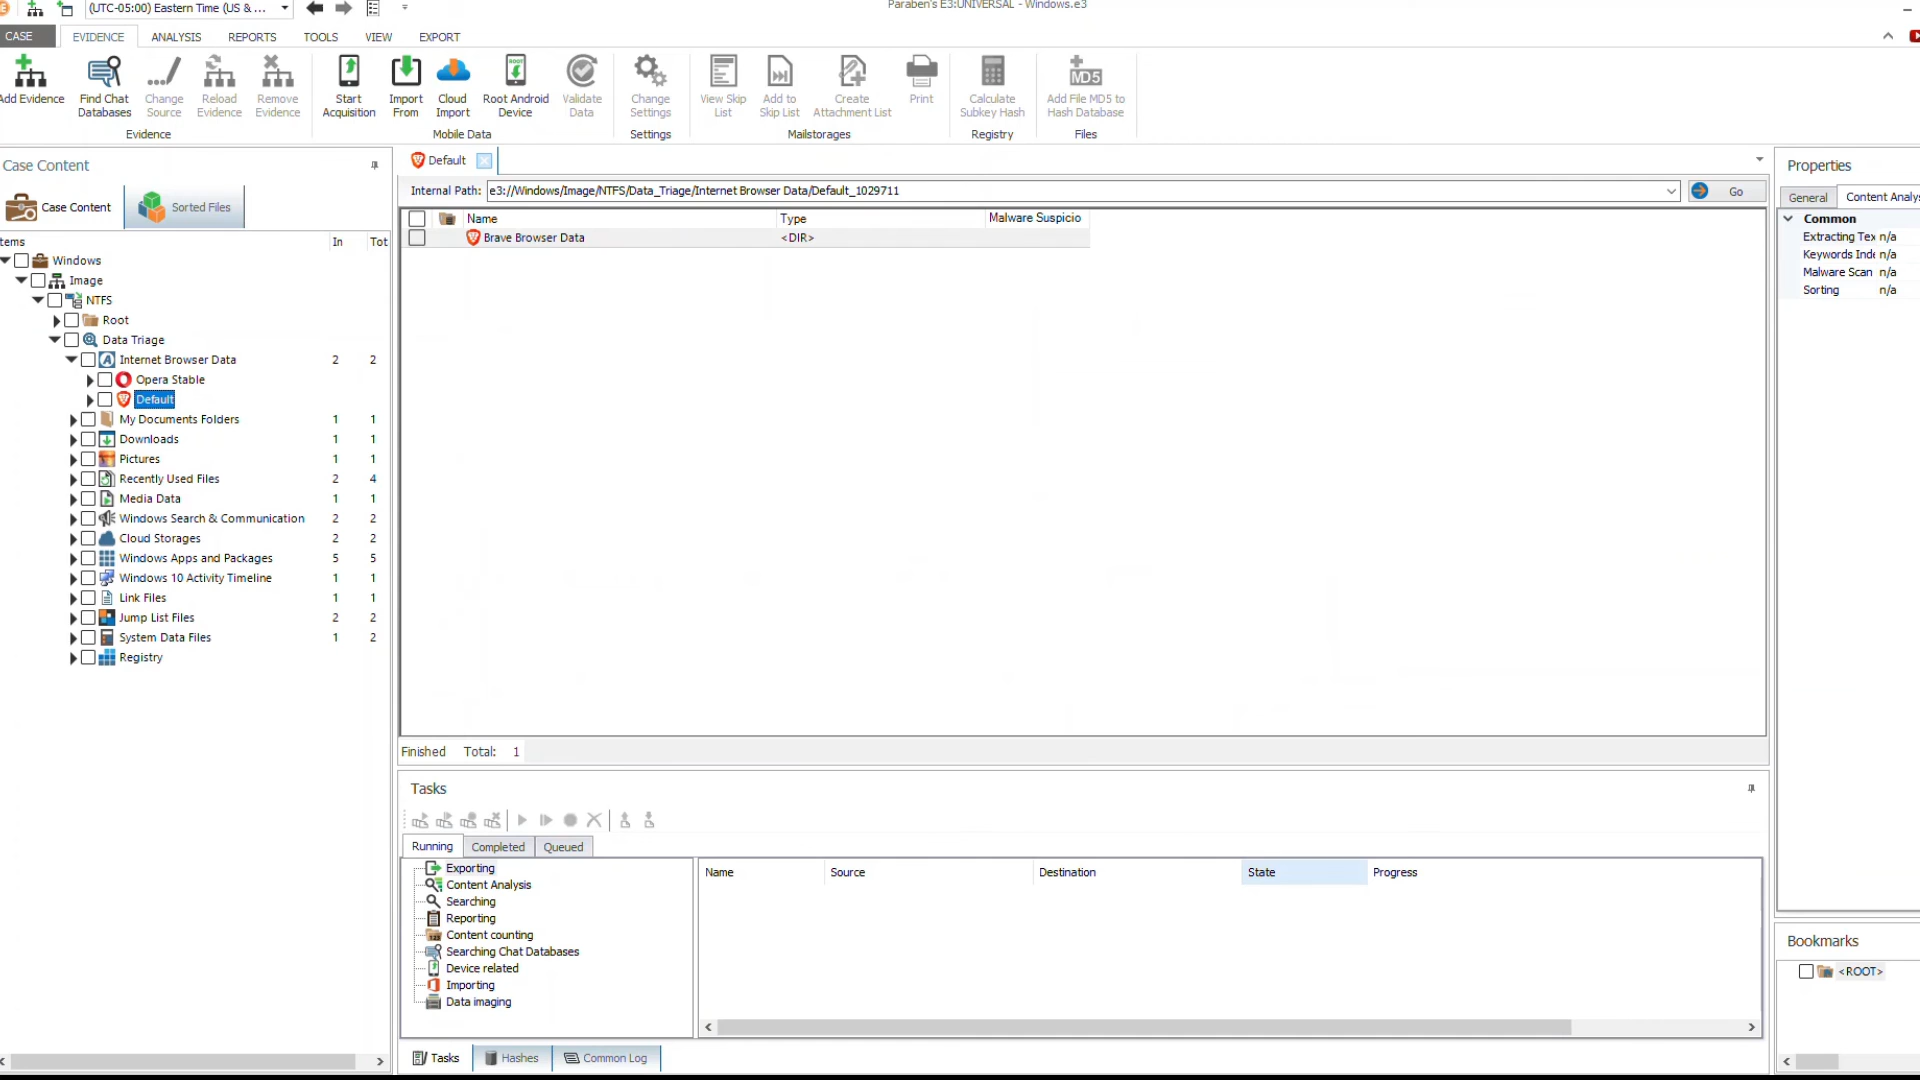 (UTC-05:00) Eastern Time (US & ...
Paraben's E3:UNIVERSAL - Windows.e3
CASE EVIDENCE ANALYSIS REPORTS TOOLS VIEW EXPORT
Add Evidence
Find Chat Databases
Change Source
Reload Evidence
Remove Evidence
Evidence
Start Acquisition
Import From
Cloud Import
ROOT
Root Android Device
Validate Data
Mobile Data
Change Settings
Settings
View Skip List
Add to Skip List
Create Attachment List
Print
Mailstorages
Calculate Subkey Hash
Registry
MD5
Add File MD5 to Hash Database
Files
Case Content
Case Content Sorted Files
tems In Tot
Windows
Image
NTFS
Root
Data Triage
Internet Browser Data 2 2
Opera Stable
Default
My Documents Folders 1 1
Downloads 1 1
Pictures 1 1
Recently Used Files 2 4
Media Data 1 1
Windows Search & Communication 2 2
Cloud Storages 2 2
Windows Apps and Packages 5 5
Windows 10 Activity Timeline 1 1
Link Files 1 1
Jump List Files 2 2
System Data Files 1 2
Registry
Default
Internal Path: e3://Windows/Image/NTFS/Data_Triage/Internet Browser Data/Default_1029711 Go
Name Type Malware Suspicio
Brave Browser Data <DIR>
Finished Total: 1
Tasks
Running Completed Queued
Exporting
Content Analysis
Searching
Reporting
Content counting
Searching Chat Databases
Device related
Importing
Data imaging
Name Source Destination State Progress
Tasks Hashes Common Log
Properties
General Content Analys
Common
Extracting Tex n/a
Keywords Inde n/a
Malware Scan n/a
Sorting n/a
Bookmarks
<ROOT>